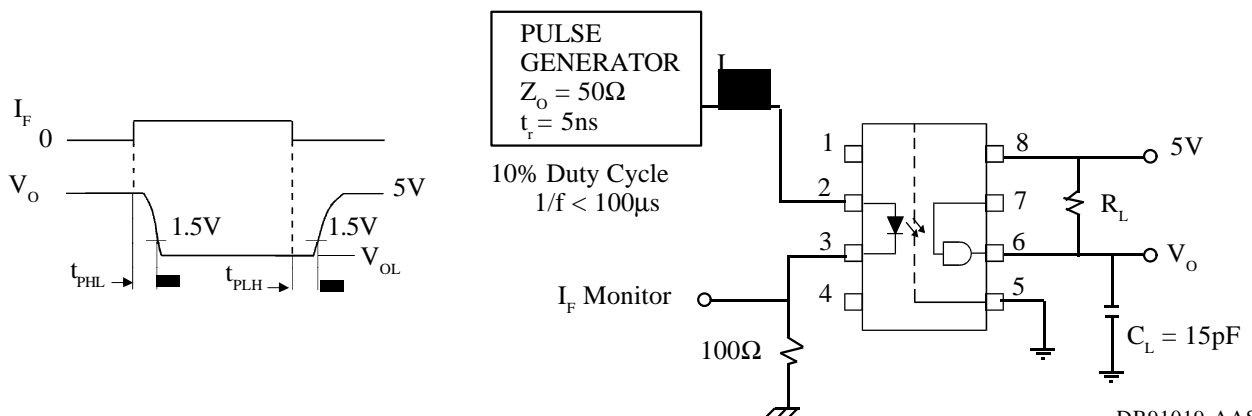 I_F
0
V_O
5V
1.5V
1.5V
V_OL
t_PHL
t_PLH
PULSE
GENERATOR
Z_O = 50Ω
t_r = 5ns
I
10% Duty Cycle
1/f < 100μs
1
2
3
4
8
7
6
5
5V
R_L
V_O
I_F Monitor
100Ω
C_L = 15pF